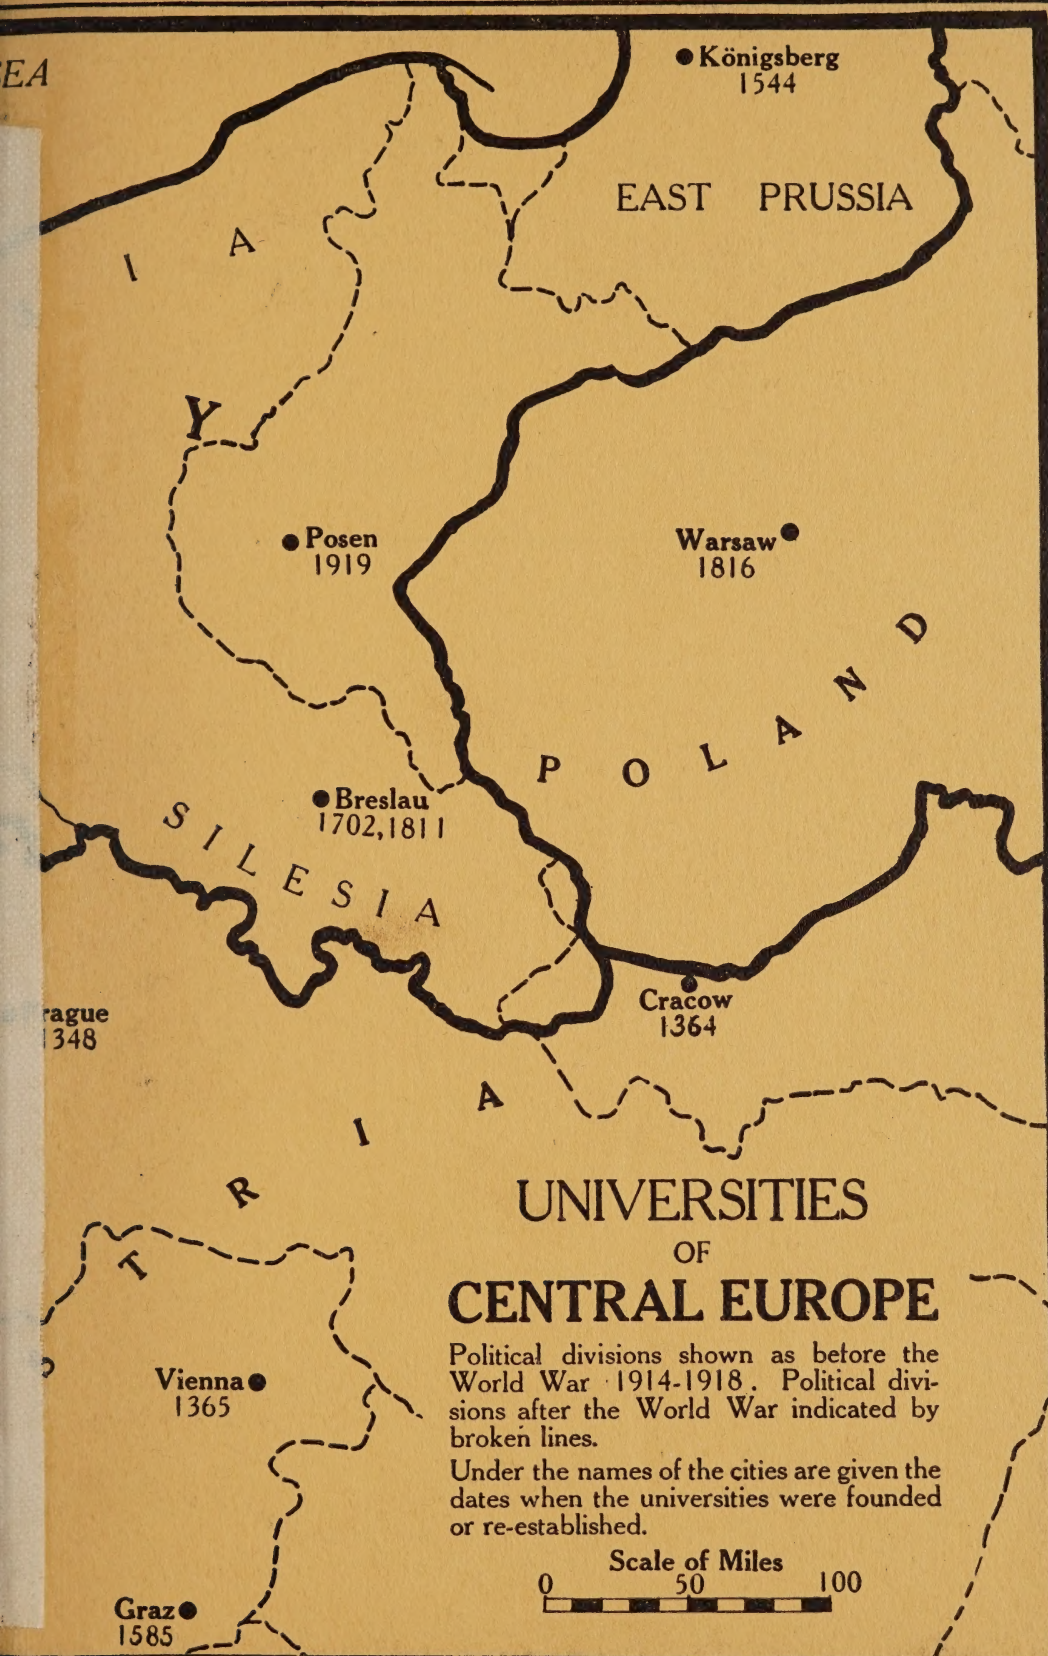 SEA
Königsberg
1544
EAST PRUSSIA
I A
Y
Posen
1919
Warsaw
1816
POLAND
Breslau
1702,1811
SILESIA
rague
1348
T R I A
UNIVERSITIES
OF
CENTRAL EUROPE
Political divisions shown as before the
World War 1914-1918. Political divi-
sions after the World War indicated by
broken lines.
Under the names of the cities are given the
dates when the universities were founded
or re-established.
Cracow
1364
Vienna
1365
Graz
1585
Scale of Miles
0 50 100